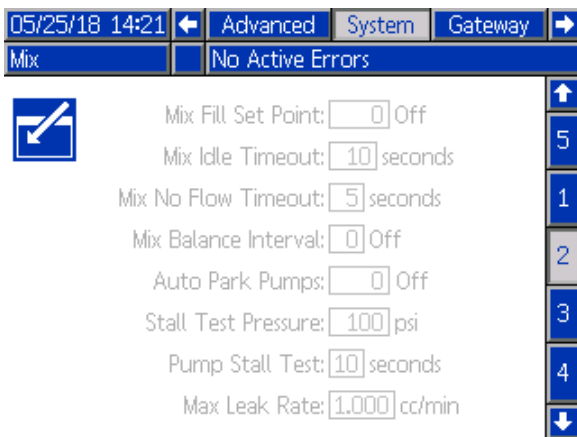 05/25/18 14:21 Advanced System Gateway
Mix No Active Errors
Mix Fill Set Point: 0 Off
Mix Idle Timeout: 10 seconds
Mix No Flow Timeout: 5 seconds
Mix Balance Interval: 0 Off
Auto Park Pumps: 0 Off
Stall Test Pressure: 100 psi
Pump Stall Test: 10 seconds
Max Leak Rate: 1.000 cc/min
5
1
2
3
4